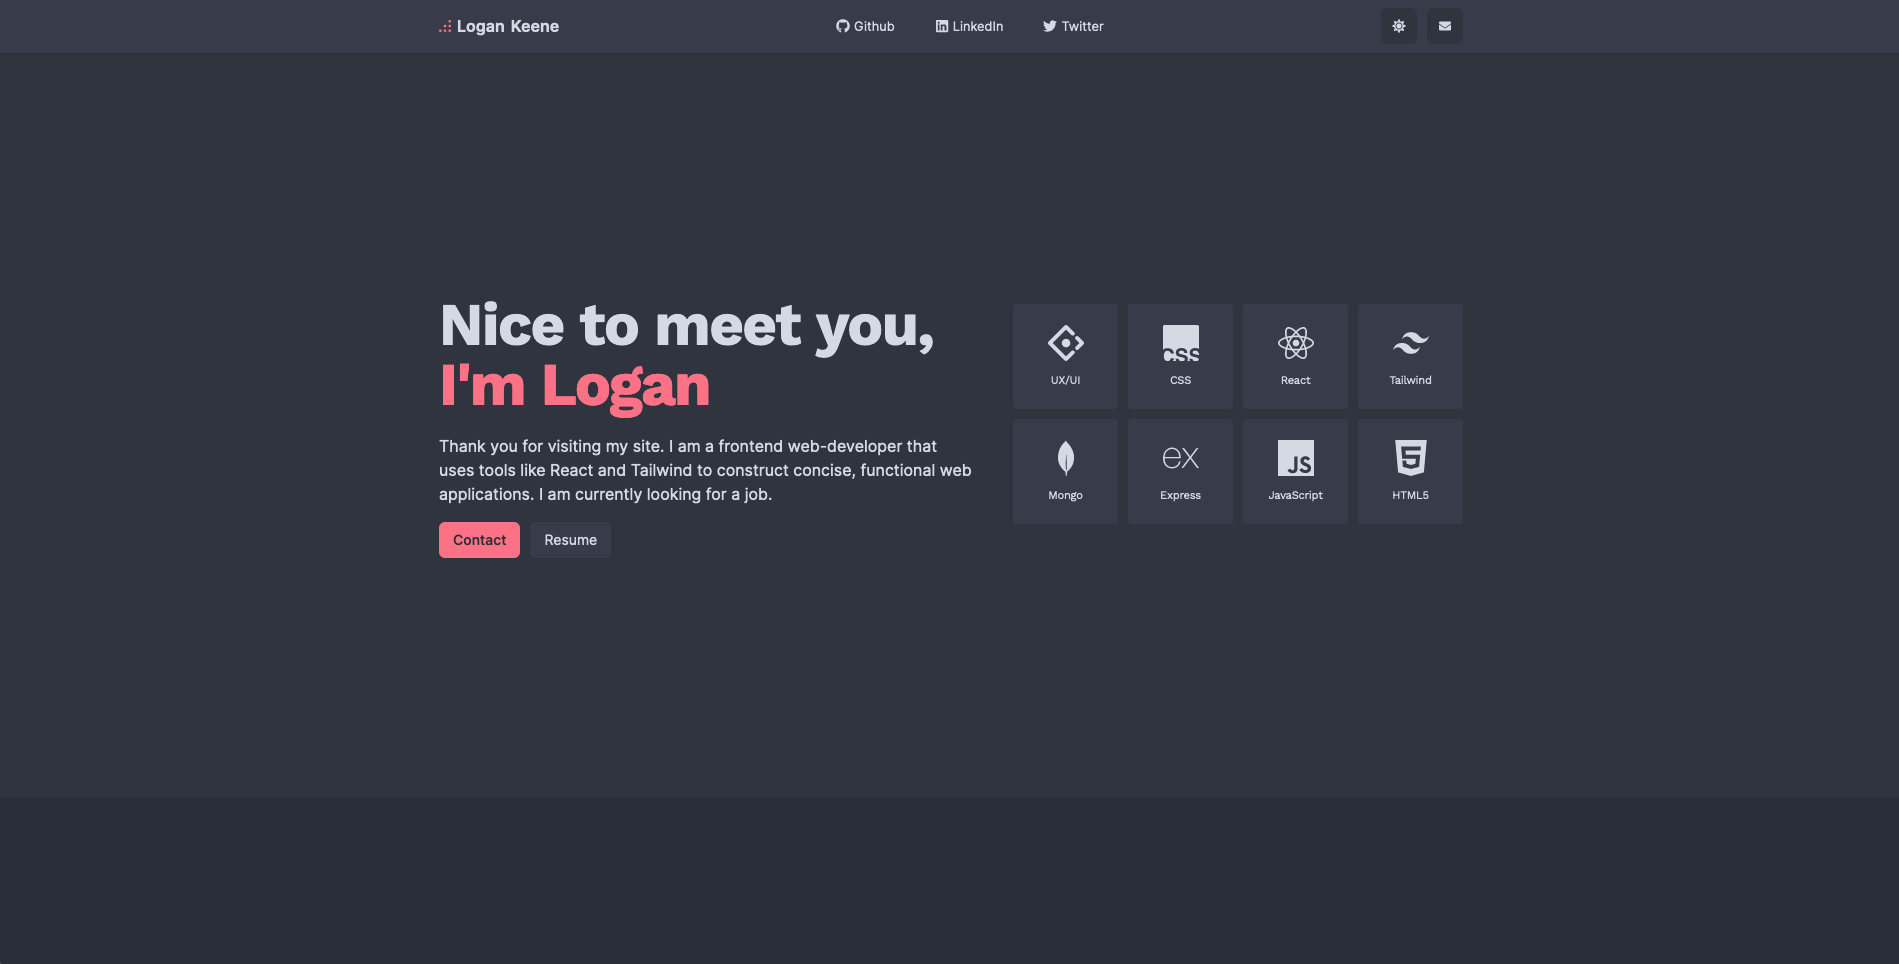 Logan Keene
Github
LinkedIn
Twitter
Nice to meet you,
I'm Logan
Thank you for visiting my site. I am a frontend web-developer that
uses tools like React and Tailwind to construct concise, functional web
applications. I am currently looking for a job.
Contact
Resume
UX/UI
CSS
CSS
React
Tailwind
Mongo
ex
Express
JS
JavaScript
5
HTML5